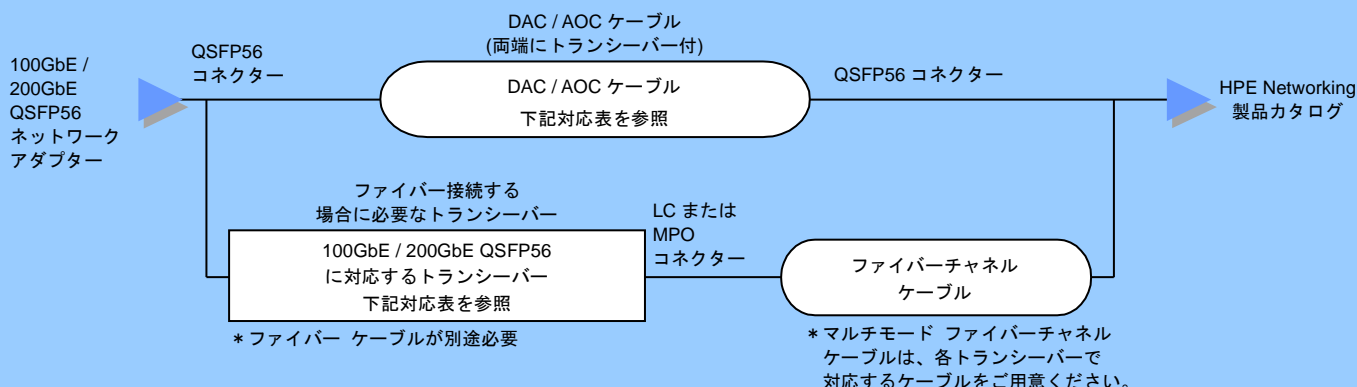 100GbE /
200GbE
QSFP56
ネットワーク
アダプター
QSFP56
コネクター
DAC / AOC ケーブル
(両端にトランシーバー付)
DAC / AOC ケーブル
下記対応表を参照
QSFP56 コネクター
HPE Networking
製品カタログ
ファイバー接続する
場合に必要なトランシーバー
100GbE / 200GbE QSFP56
に対応するトランシーバー
下記対応表を参照
＊ファイバー ケーブルが別途必要
LC または
MPO
コネクター
ファイバーチャネル
ケーブル
＊マルチモード ファイバーチャネル
ケーブルは、各トランシーバーで
対応するケーブルをご用意ください。